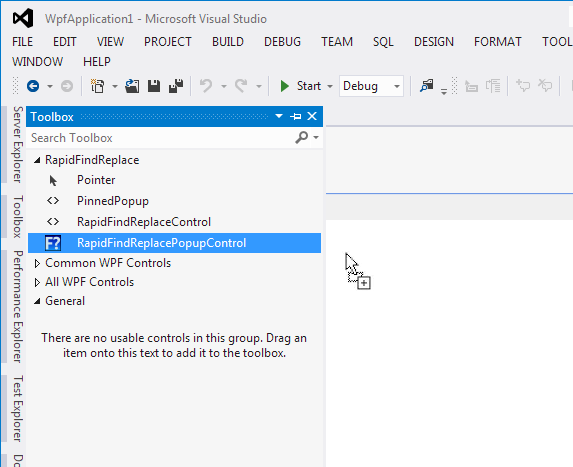 WpfApplication1 - Microsoft Visual Studio
FILE EDIT VIEW PROJECT BUILD DEBUG TEAM SQL DESIGN FORMAT TOOL
WINDOW HELP
Start Debug
Server Explorer
Toolbox
Performance Explorer
Test Explorer
Toolbox
Search Toolbox
RapidFindReplace
Pointer
PinnedPopup
RapidFindReplaceControl
F? RapidFindReplacePopupControl
Common WPF Controls
All WPF Controls
General
There are no usable controls in this group. Drag an
item onto this text to add it to the toolbox.